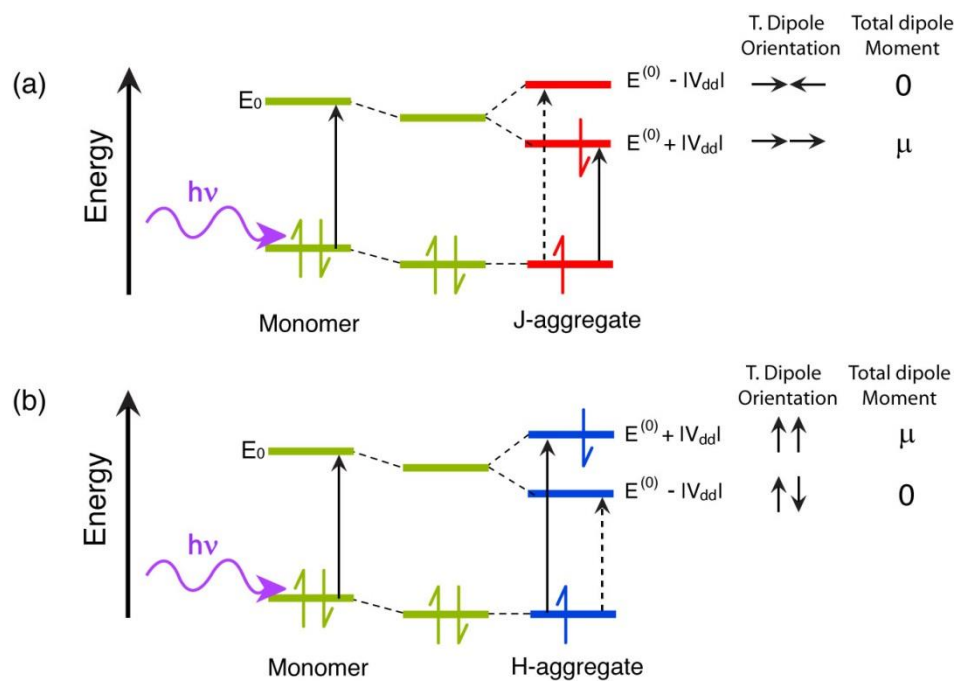 T. Dipole Orientation
Total dipole Moment
(a)
E₀
E⁽⁰⁾ - |Vdd|
0
E⁽⁰⁾ + |Vdd|
μ
hν
Energy
Monomer
J-aggregate
T. Dipole Orientation
Total dipole Moment
(b)
E₀
E⁽⁰⁾ + |Vdd|
μ
E⁽⁰⁾ - |Vdd|
0
hν
Energy
Monomer
H-aggregate